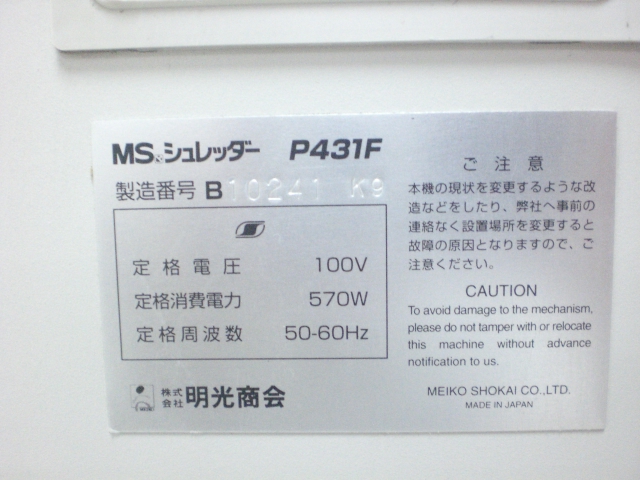 MSシュレッダー P431F
製造番号 B 10241 K9
定格電圧 100V
定格消費電力 570W
定格周波数 50-60Hz
株式会社 明光商会
ご注意
本機の現状を変更するような改
造などをしたり、弊社へ事前の
連絡なく設置場所を変更すると
故障の原因となりますので、ご
注意ください。
CAUTION
To avoid damage to the mechanism,
please do not tamper with or relocate
this machine without advance
notification to us.
MEIKO SHOKAI CO.,LTD.
MADE IN JAPAN